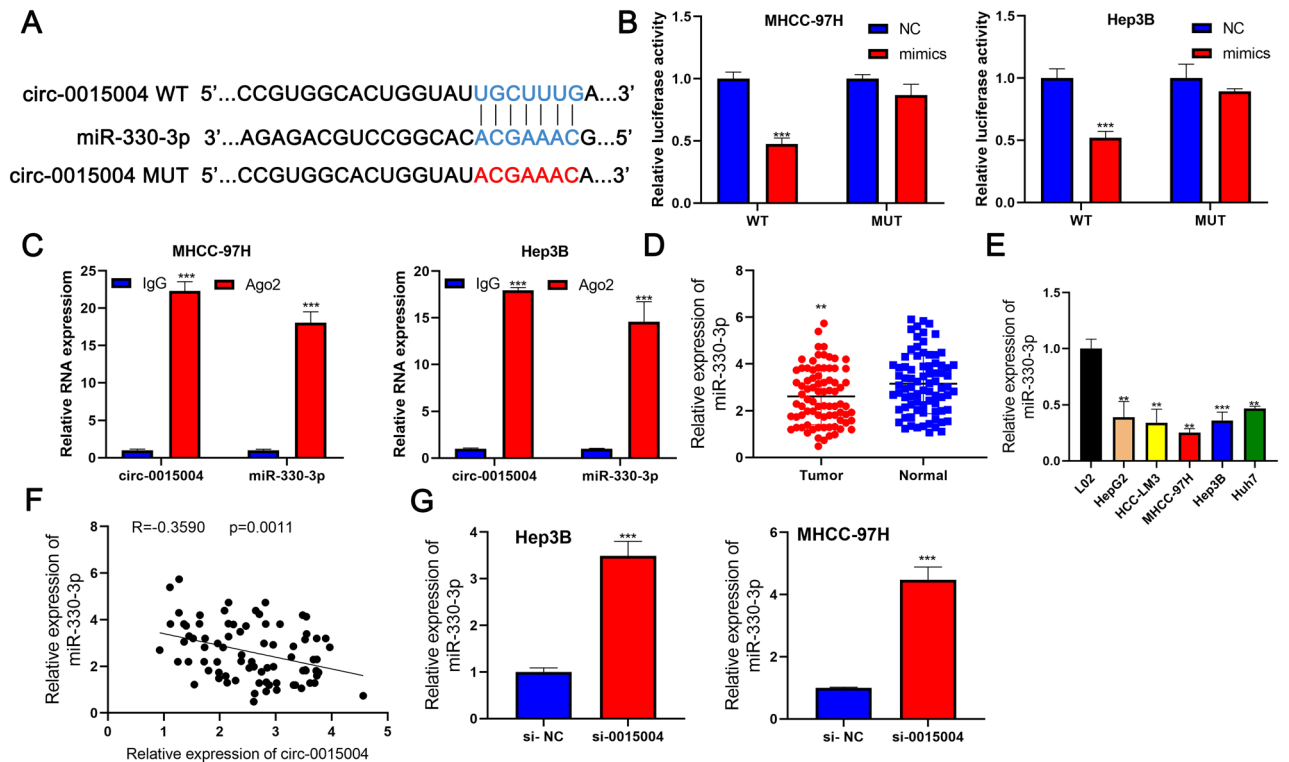 A
circ-0015004 WT 5’...CCGUGGCACUGGUAUUGCUUUGA...3’
miR-330-3p 3’...AGAGACGUCCGGCACACGAAACG...5’
circ-0015004 MUT 5’...CCGUGGCACUGGUAUACGAAACA...3’
B
MHCC-97H
NC
mimics
Relative luciferase activity
1.5
1.0
0.5
0.0
***
WT MUT
Hep3B
NC
mimics
Relative luciferase activity
1.5
1.0
0.5
0.0
***
WT MUT
C
MHCC-97H
IgG Ago2
Relative RNA expressiom
25
20
15
10
5
0
***
***
circ-0015004 miR-330-3p
Hep3B
IgG Ago2
Relative RNA expressiom
20
15
10
5
0
***
***
circ-0015004 miR-330-3p
D
Relative expression of
miR-330-3p
8
6
4
2
0
**
Tumor Normal
E
Relative expression of
miR-330-3p
1.5
1.0
0.5
0.0
**
**
**
***
**
L02
HepG2
HCC-LM3
MHCC-97H
Hep3B
Huh7
F
R=-0.3590 p=0.0011
Relative expression of
miR-330-3p
8
6
4
2
0
0 1 2 3 4 5
Relative expression of circ-0015004
G
Hep3B
Relative expression of
miR-330-3p
4
3
2
1
0
***
si- NC si-0015004
MHCC-97H
Relative expression of
miR-330-3p
6
4
2
0
***
si- NC si-0015004